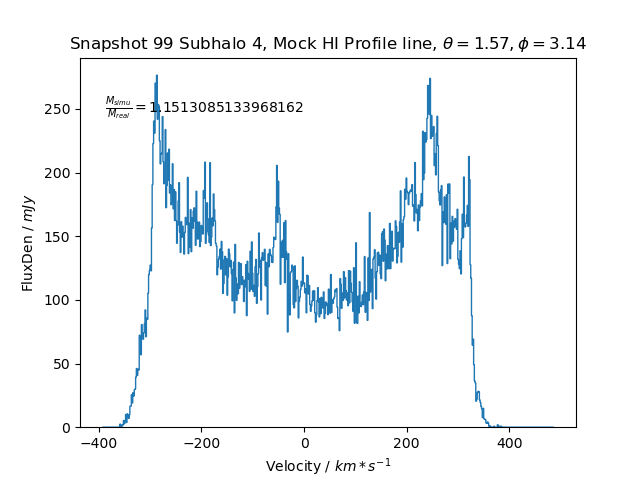 Snapshot 99 Subhalo 4, Mock HI Profile line, θ = 1.57, ϕ = 3.14
M_simu/M_real = 1.1513085133968162
FluxDen / mJy
250
200
150
100
50
0
−400
−200
0
200
400
Velocity / km * s⁻¹